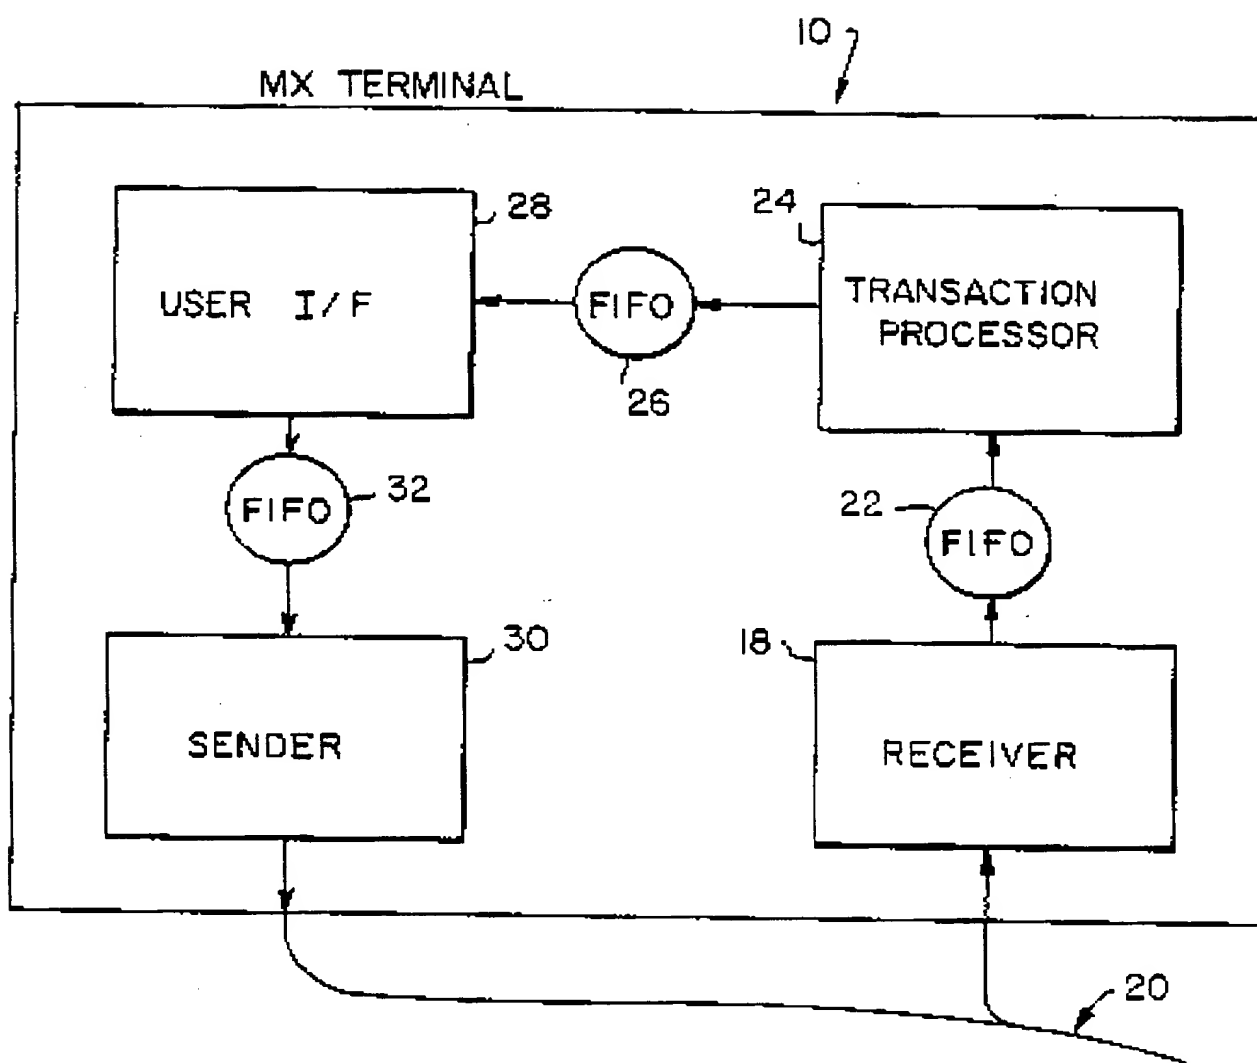 10
MX TERMINAL
28
24
USER I/F
FIFO
TRANSACTION
PROCESSOR
26
FIFO
32
22
FIFO
30
18
SENDER
RECEIVER
20